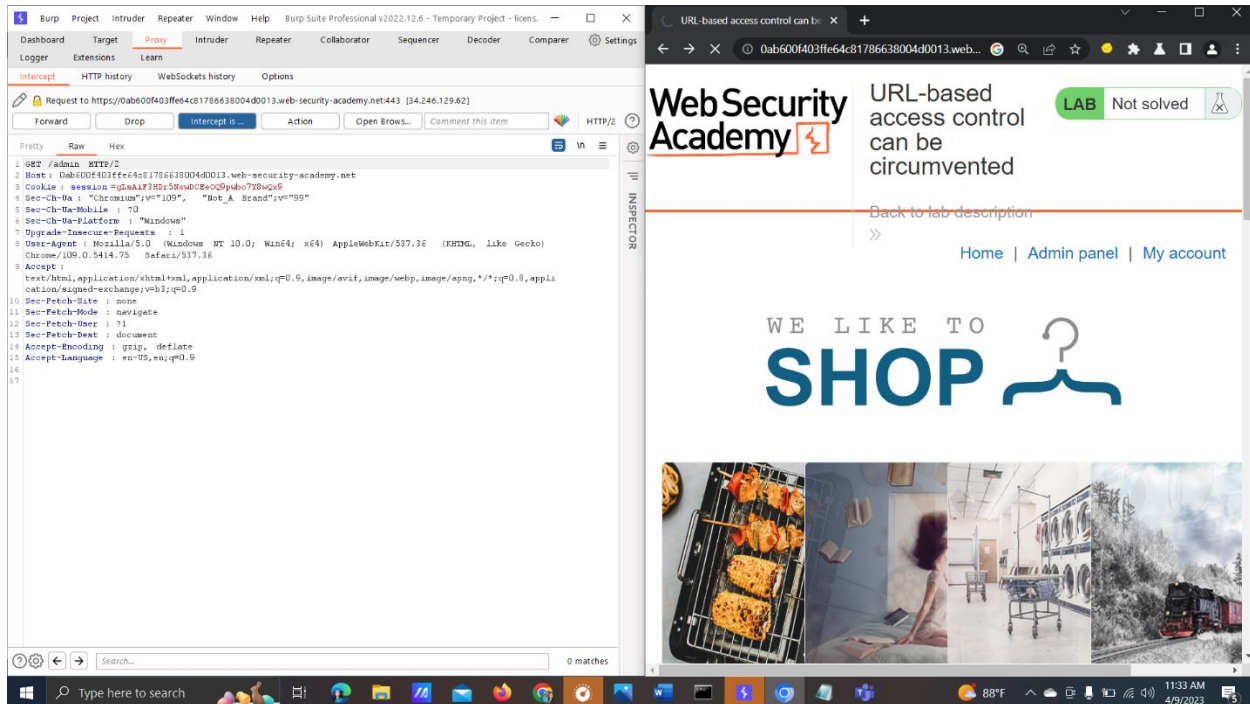 Burp Project Intruder Repeater Window Help Burp Suite Professional v2022.12.6 - Temporary Project - licens.
Dashboard Target Proxy Intruder Repeater Collaborator Sequencer Decoder Comparer Settings
Logger Extensions Learn
Intercept HTTP history WebSockets history Options
Request to https://0ab600f403ffe64c81786638004d0013.web-security-academy.net:443 [34.246.129.62]
Forward Drop Intercept is ... Action Open Brows... Comment this item HTTP/2
Pretty Raw Hex \n
1 GET /admin HTTP/2
2 Host : 0ab600f403ffe64c81786638004d0013.web-security-academy.net
3 Cookie : session=
4 Sec-Ch-Ua : "Chromium";v="109", "Not_A Brand";v="99"
5 Sec-Ch-Ua-Mobile : ?0
6 Sec-Ch-Ua-Platform : "Windows"
7 Upgrade-Insecure-Requests : 1
8 User-Agent : Mozilla/5.0 (Windows NT 10.0; Win64; x64) AppleWebKit/537.36 (KHTML, like Gecko)
Chrome/109.0.5414.75 Safari/537.36
9 Accept :
text/html,application/xhtml+xml,application/xml;q=0.9,image/avif,image/webp,image/apng,*/*;q=0.8,appli
cation/signed-exchange;v=b3;q=0.9
10 Sec-Fetch-Site : none
11 Sec-Fetch-Mode : navigate
12 Sec-Fetch-User : ?1
13 Sec-Fetch-Dest : document
14 Accept-Encoding : gzip, deflate
15 Accept-Language : en-US,en;q=0.9
16
17
INSPECTOR
Search...
0 matches
URL-based access control can be
0ab600f403ffe64c81786638004d0013.web...
Web Security
Academy
URL-based
access control
can be
circumvented
LAB Not solved
Back to lab description
Home | Admin panel | My account
WE LIKE TO
SHOP
Type here to search
88°F
11:33 AM
4/9/2023
5